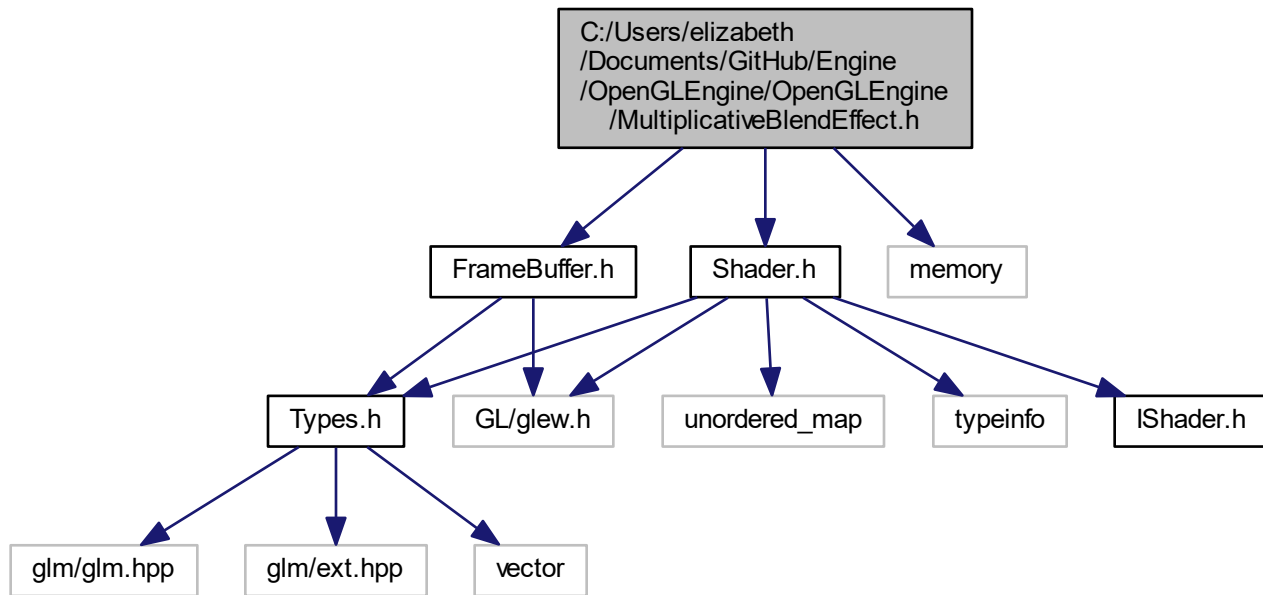 C:/Users/elizabeth
/Documents/GitHub/Engine
/OpenGLEngine/OpenGLEngine
/MultiplicativeBlendEffect.h
FrameBuffer.h
Shader.h
memory
Types.h
GL/glew.h
unordered_map
typeinfo
IShader.h
glm/glm.hpp
glm/ext.hpp
vector